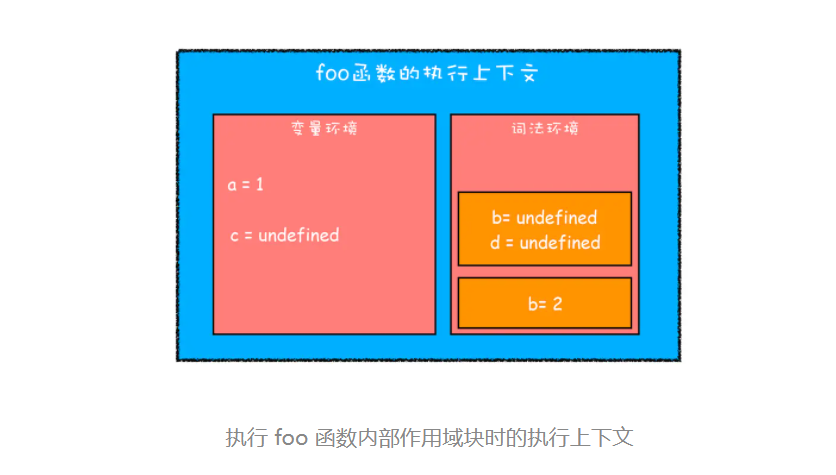 foo函数的执行上下文
变量环境
a = 1
c = undefined
词法环境
b= undefined
d = undefined
b= 2
执行 foo 函数内部作用域块时的执行上下文